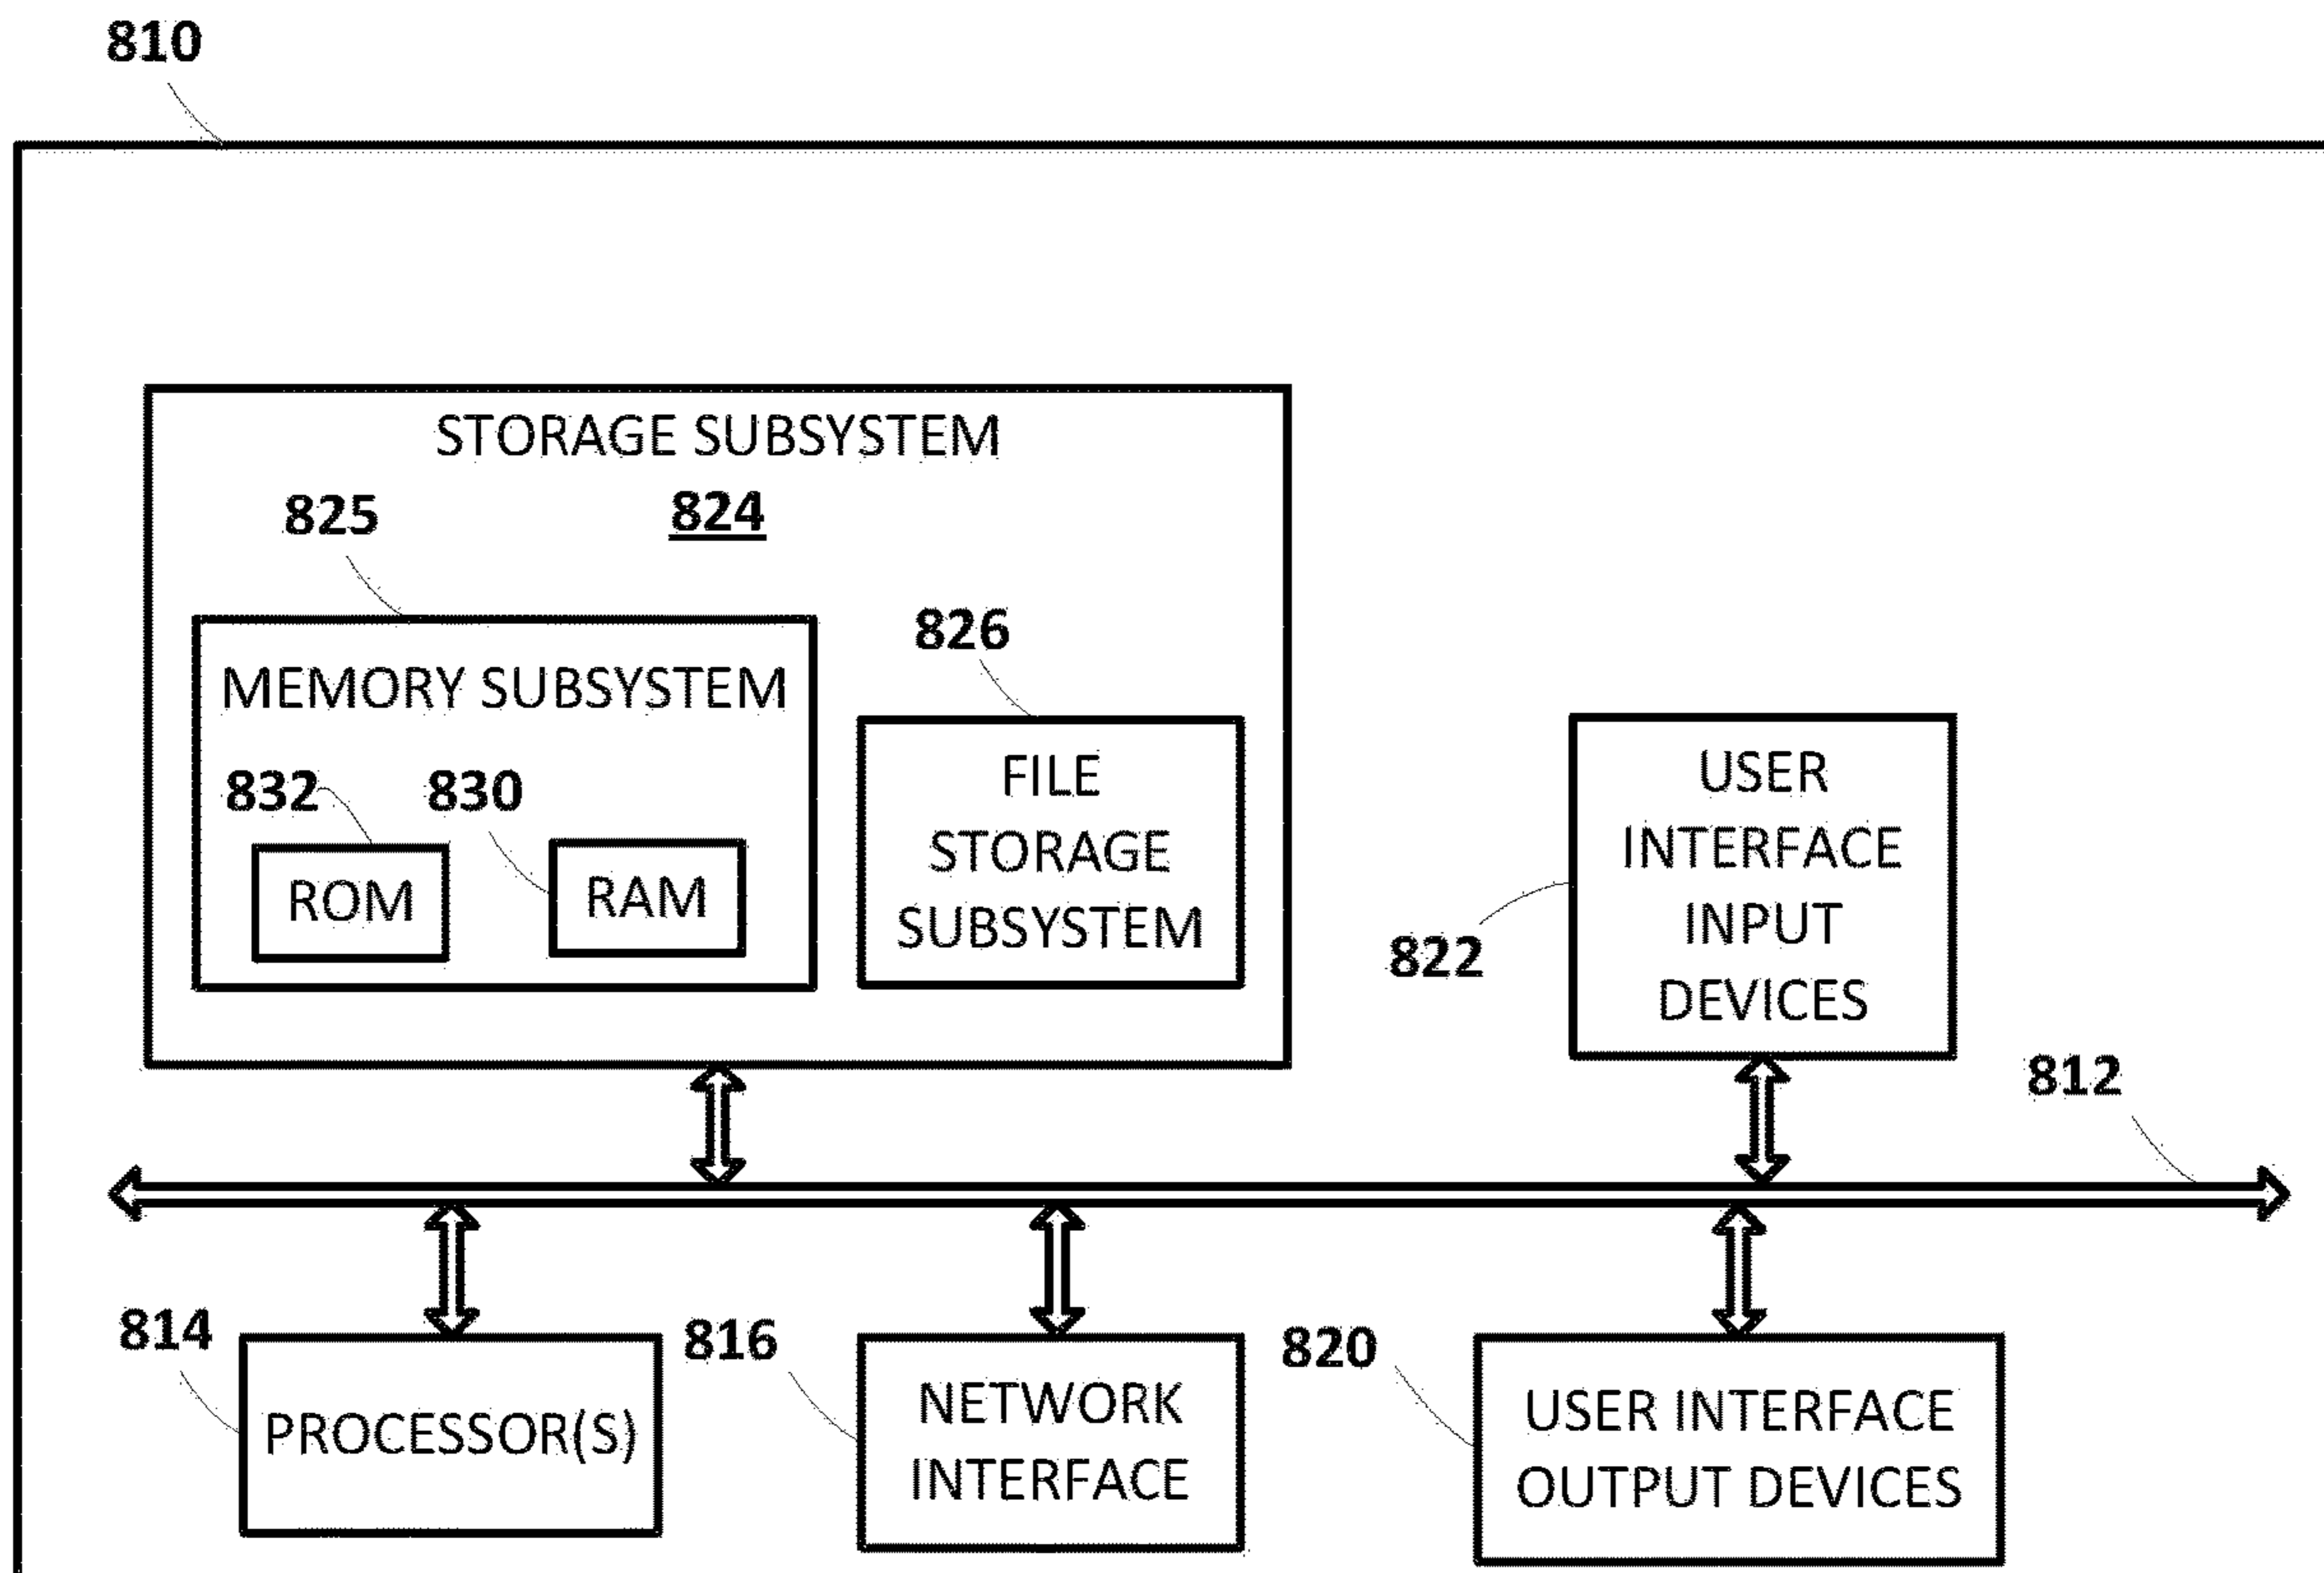 810
STORAGE SUBSYSTEM
824
825
MEMORY SUBSYSTEM
832
830
ROM
RAM
826
FILE
STORAGE
SUBSYSTEM
USER
INTERFACE
INPUT
DEVICES
822
812
814
PROCESSOR(S)
816
NETWORK
INTERFACE
820
USER INTERFACE
OUTPUT DEVICES